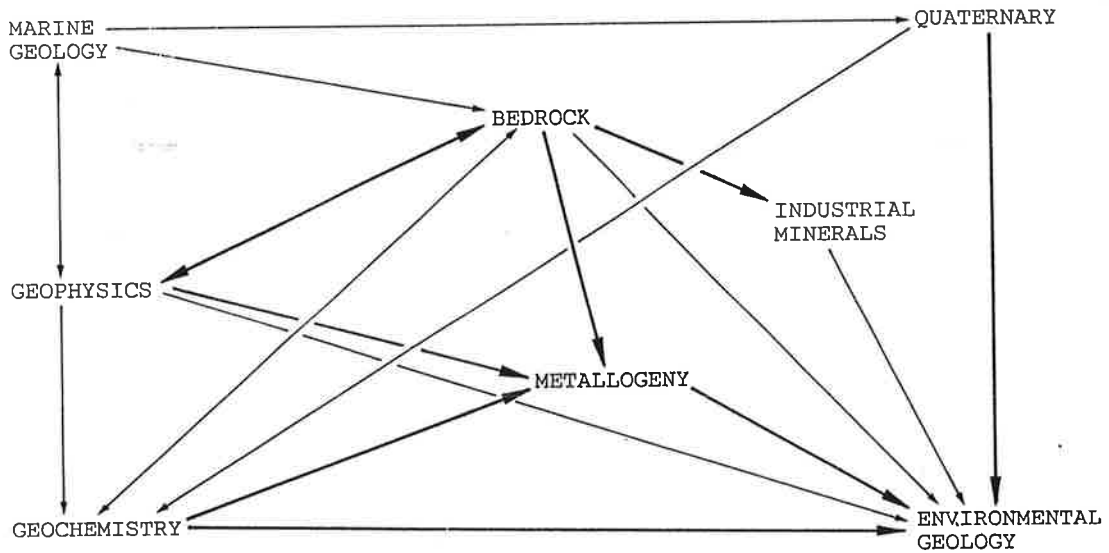 MARINE
GEOLOGY
QUATERNARY
BEDROCK
INDUSTRIAL
MINERALS
GEOPHYSICS
METALLOGENY
GEOCHEMISTRY
ENVIRONMENTAL
GEOLOGY